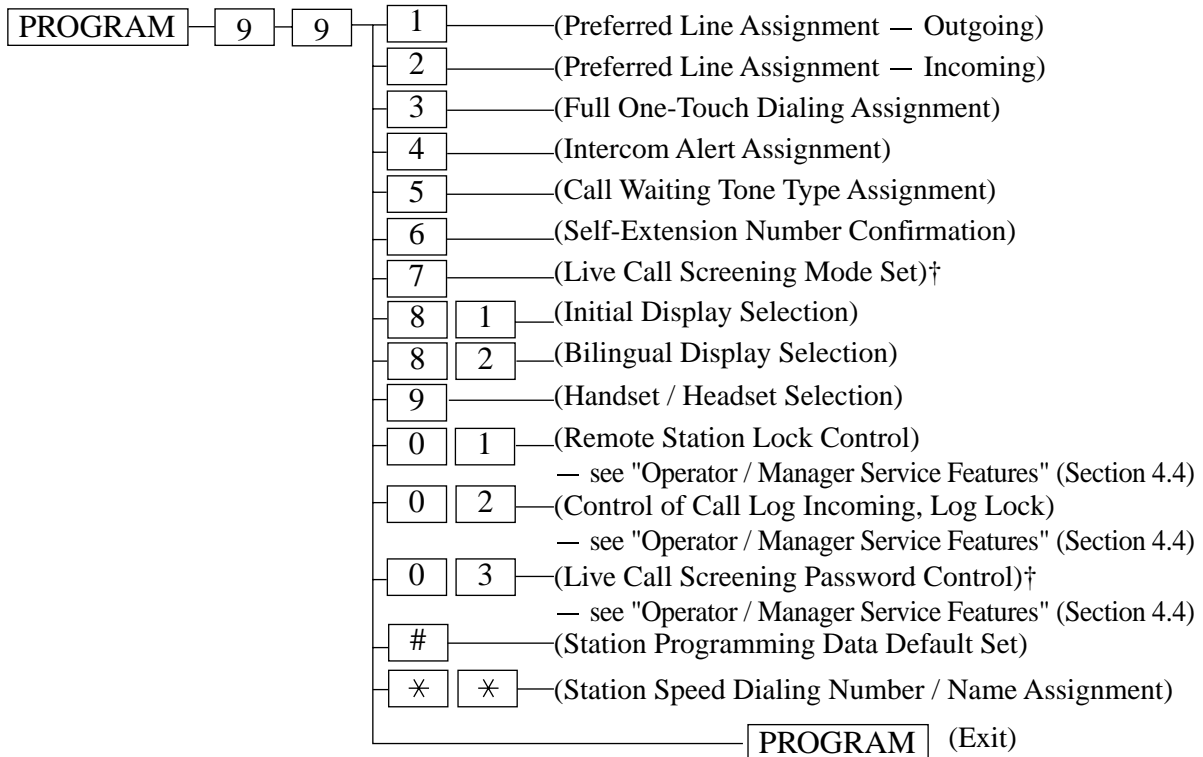 PROGRAM 9 9 1 (Preferred Line Assignment — Outgoing)
2 (Preferred Line Assignment — Incoming)
3 (Full One-Touch Dialing Assignment)
4 (Intercom Alert Assignment)
5 (Call Waiting Tone Type Assignment)
6 (Self-Extension Number Confirmation)
7 (Live Call Screening Mode Set)†
8 1 (Initial Display Selection)
8 2 (Bilingual Display Selection)
9 (Handset / Headset Selection)
0 1 (Remote Station Lock Control)
— see "Operator / Manager Service Features" (Section 4.4)
0 2 (Control of Call Log Incoming, Log Lock)
— see "Operator / Manager Service Features" (Section 4.4)
0 3 (Live Call Screening Password Control)†
— see "Operator / Manager Service Features" (Section 4.4)
# (Station Programming Data Default Set)
* * (Station Speed Dialing Number / Name Assignment)
PROGRAM (Exit)